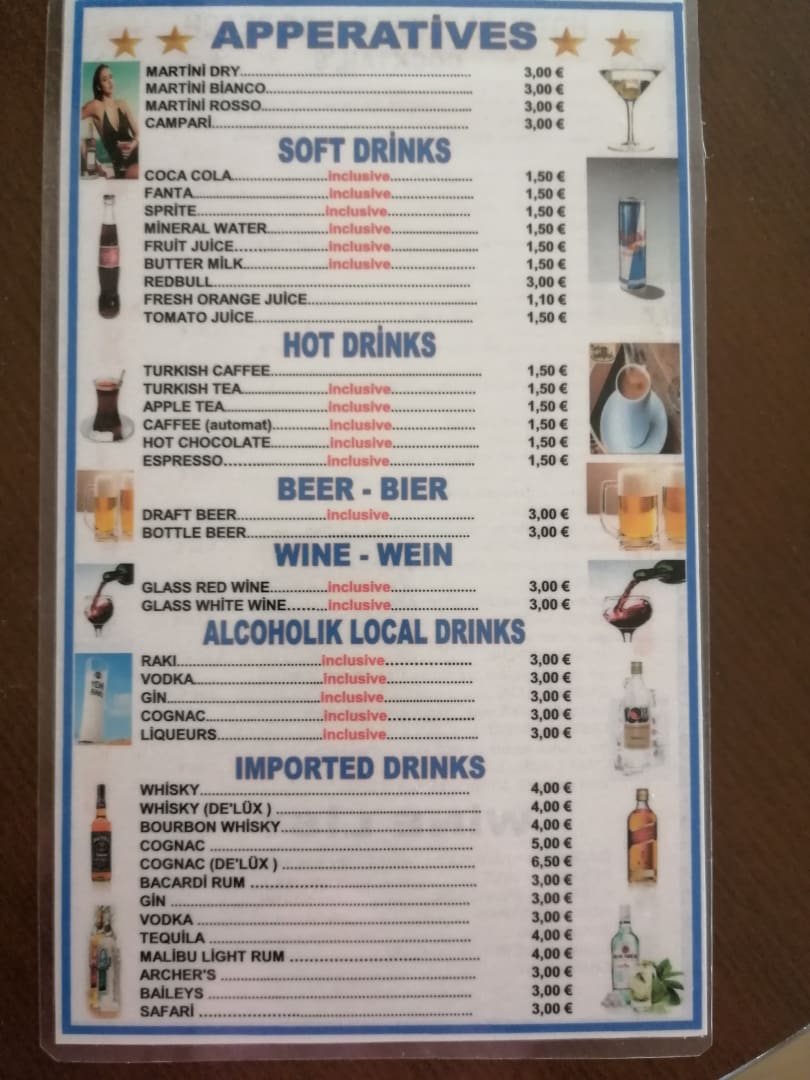 APPERATİVES
MARTİNİ DRY 3,00 €
MARTİNİ BİANCO 3,00 €
MARTİNİ ROSSO 3,00 €
CAMPARİ 3,00 €
SOFT DRİNKS
COCA COLA inclusive 1,50 €
FANTA inclusive 1,50 €
SPRİTE inclusive 1,50 €
MİNERAL WATER inclusive 1,50 €
FRUİT JUİCE inclusive 1,50 €
BUTTER MİLK inclusive 1,50 €
REDBULL 3,00 €
FRESH ORANGE JUİCE 1,10 €
TOMATO JUİCE 1,50 €
HOT DRİNKS
TURKISH CAFFEE 1,50 €
TURKISH TEA inclusive 1,50 €
APPLE TEA inclusive 1,50 €
CAFFEE (automat) inclusive 1,50 €
HOT CHOCOLATE inclusive 1,50 €
ESPRESSO inclusive 1,50 €
BEER - BIER
DRAFT BEER inclusive 3,00 €
BOTTLE BEER 3,00 €
WINE - WEIN
GLASS RED WİNE inclusive 3,00 €
GLASS WHİTE WİNE inclusive 3,00 €
ALCOHOLIK LOCAL DRINKS
RAKI inclusive 3,00 €
VODKA inclusive 3,00 €
GİN inclusive 3,00 €
COGNAC inclusive 3,00 €
LİQUEURS inclusive 3,00 €
IMPORTED DRINKS
WHİSKY 4,00 €
WHİSKY (DE'LÜX ) 4,00 €
BOURBON WHİSKY 4,00 €
COGNAC 5,00 €
COGNAC (DE'LÜX ) 6,50 €
BACARDİ RUM 3,00 €
GİN 3,00 €
VODKA 3,00 €
TEQUİLA 4,00 €
MALİBU LİGHT RUM 4,00 €
ARCHER'S 3,00 €
BAİLEYS 3,00 €
SAFARİ 3,00 €